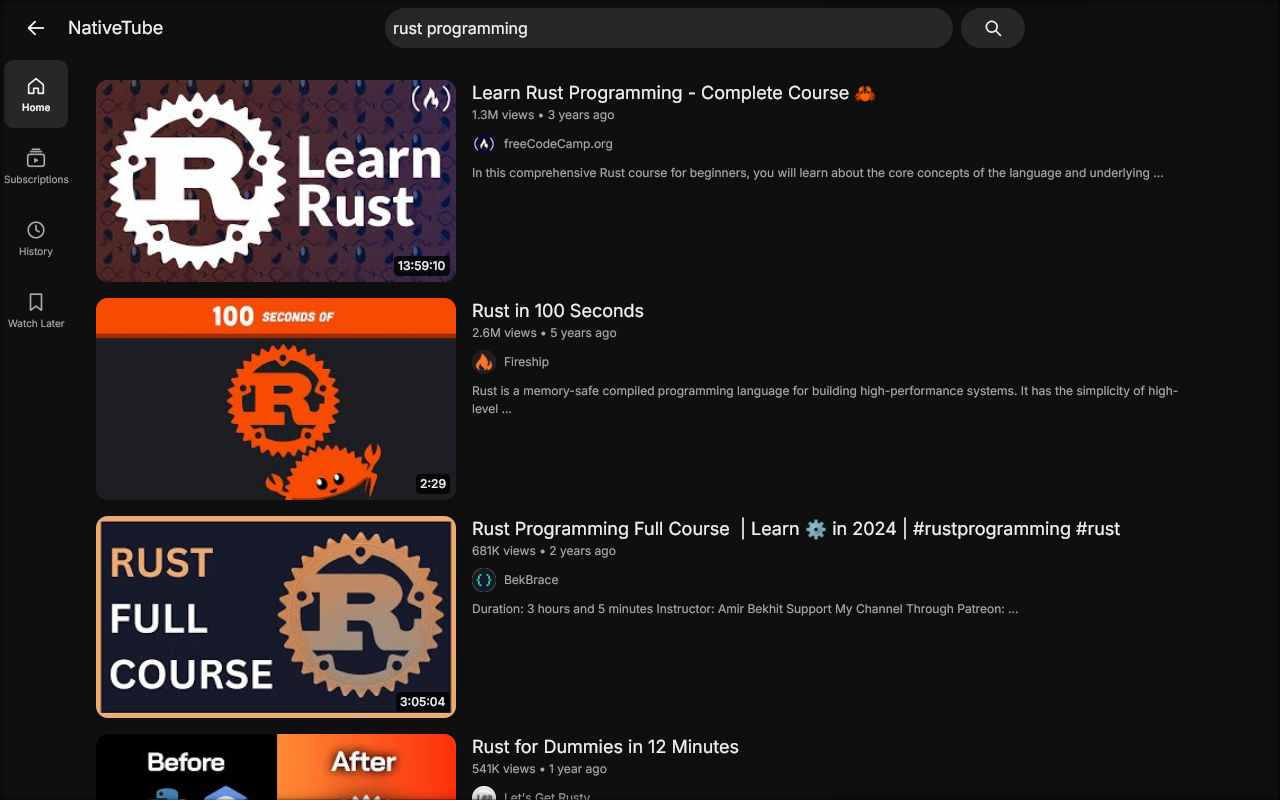 NativeTube
rust programming
Home
Subscriptions
History
Watch Later
Learn
Rust
13:59:10
Learn Rust Programming - Complete Course 🦀
1.3M views • 3 years ago
freeCodeCamp.org
In this comprehensive Rust course for beginners, you will learn about the core concepts of the language and underlying ...
100 SECONDS OF
R
2:29
Rust in 100 Seconds
2.6M views • 5 years ago
Fireship
Rust is a memory-safe compiled programming language for building high-performance systems. It has the simplicity of high-
level ...
RUST
FULL
COURSE
R
3:05:04
Rust Programming Full Course | Learn ⚙️ in 2024 | #rustprogramming #rust
681K views • 2 years ago
BekBrace
Duration: 3 hours and 5 minutes Instructor: Amir Bekhit Support My Channel Through Patreon: ...
Before
After
Rust for Dummies in 12 Minutes
541K views • 1 year ago
Let's Get Rusty